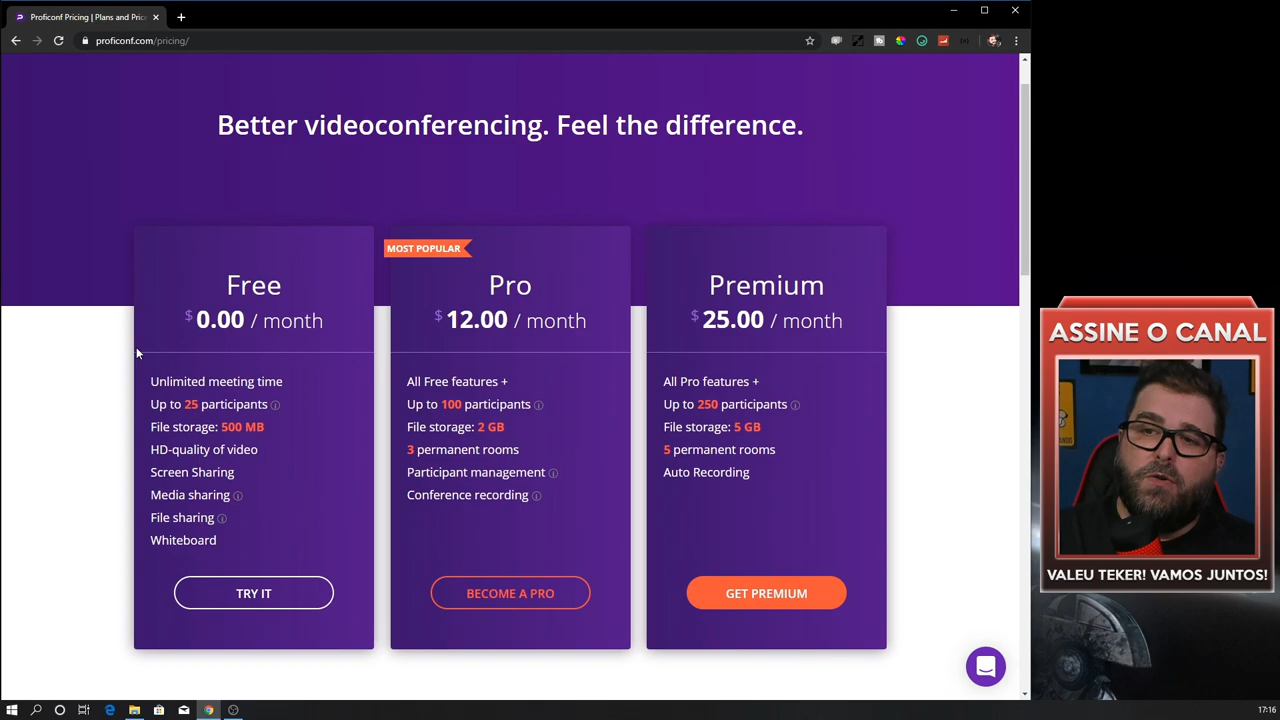 Proficonf Pricing | Plans and Price
proficonf.com/pricing/
Better videoconferencing. Feel the difference.
Free
$ 0.00 / month
Unlimited meeting time
Up to 25 participants
File storage: 500 MB
HD-quality of video
Screen Sharing
Media sharing
File sharing
Whiteboard
TRY IT
MOST POPULAR
Pro
$ 12.00 / month
All Free features +
Up to 100 participants
File storage: 2 GB
3 permanent rooms
Participant management
Conference recording
BECOME A PRO
Premium
$ 25.00 / month
All Pro features +
Up to 250 participants
File storage: 5 GB
5 permanent rooms
Auto Recording
GET PREMIUM
ASSINE O CANAL
VALEU TEKER! VAMOS JUNTOS!
17:16